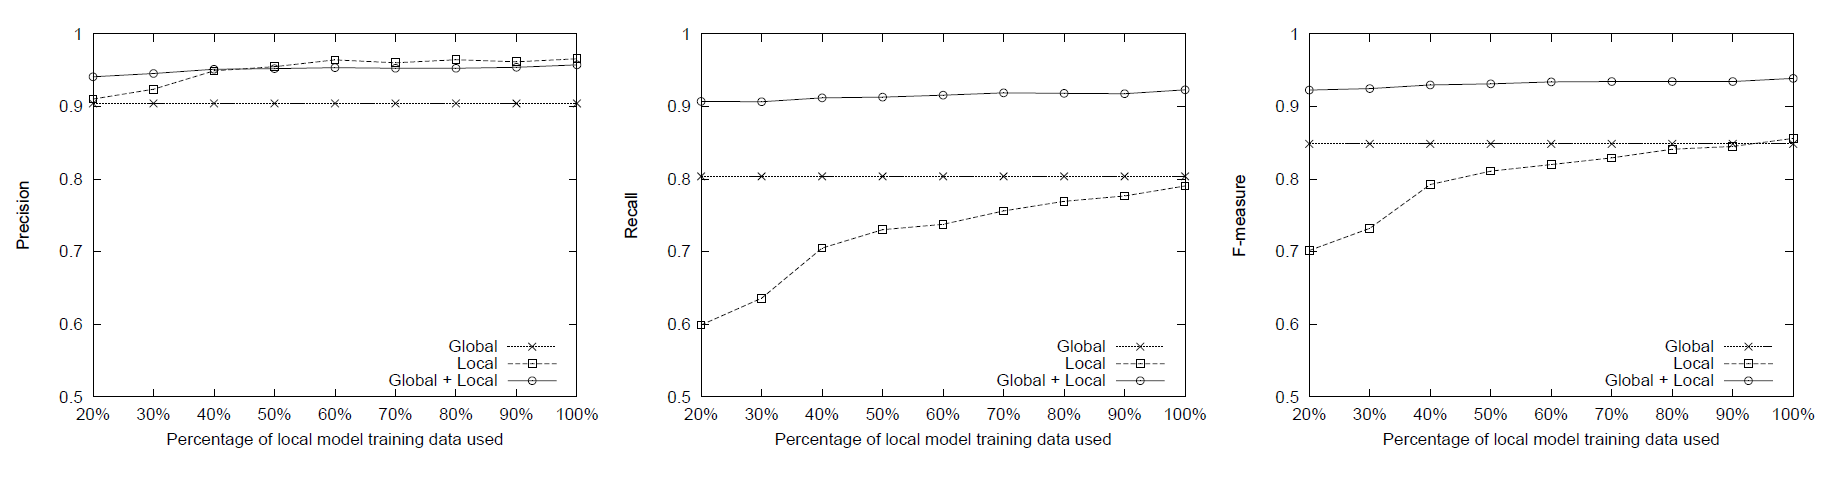 1
0.9
0.8
0.7
0.6
0.5
Precision
Global
Local
Global + Local
20% 30% 40% 50% 60% 70% 80% 90% 100%
Percentage of local model training data used
1
0.9
0.8
0.7
0.6
0.5
Recall
Global
Local
Global + Local
20% 30% 40% 50% 60% 70% 80% 90% 100%
Percentage of local model training data used
1
0.9
0.8
0.7
0.6
0.5
F-measure
Global
Local
Global + Local
20% 30% 40% 50% 60% 70% 80% 90% 100%
Percentage of local model training data used